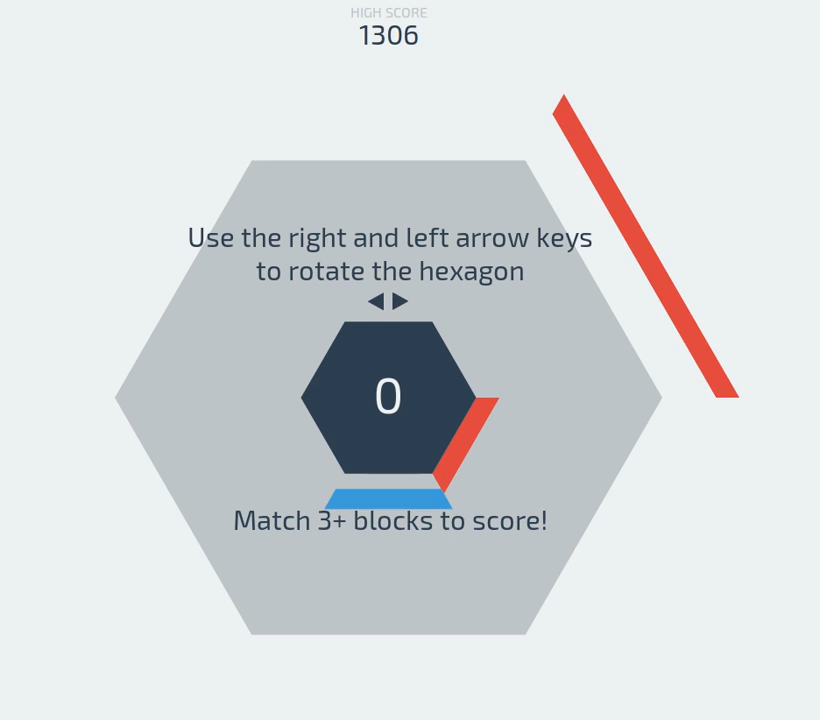 HIGH SCORE
1306
Use the right and left arrow keys
to rotate the hexagon
0
Match 3+ blocks to score!